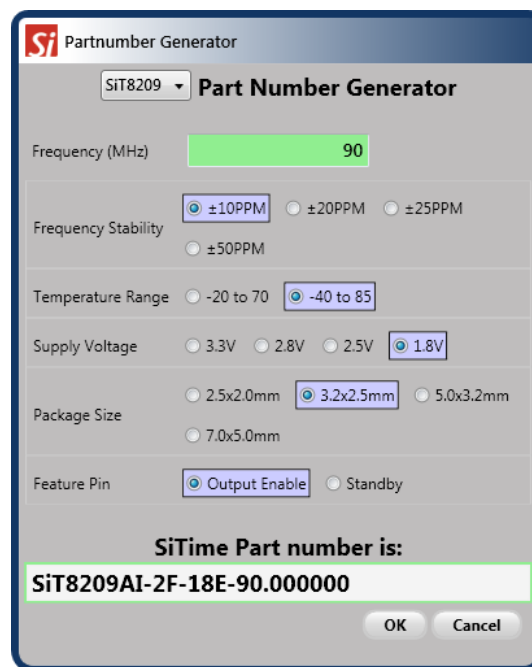 Si Partnumber Generator
SiT8209 Part Number Generator
Frequency (MHz) 90
Frequency Stability ±10PPM ±20PPM ±25PPM
±50PPM
Temperature Range -20 to 70 -40 to 85
Supply Voltage 3.3V 2.8V 2.5V 1.8V
Package Size 2.5x2.0mm 3.2x2.5mm 5.0x3.2mm
7.0x5.0mm
Feature Pin Output Enable Standby
SiTime Part number is:
SiT8209AI-2F-18E-90.000000
OK Cancel